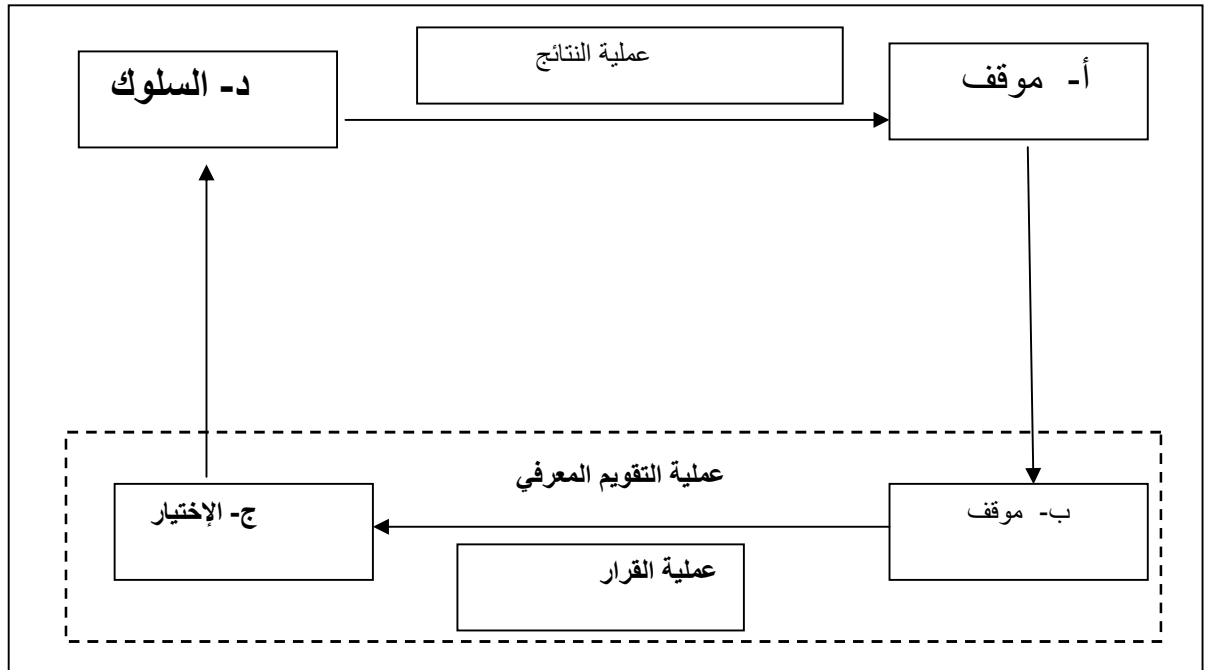 أ- موقف
عملية النتائج
د- السلوك
عملية التقويم المعرفي
ب- موقف
ج- الإختيار
عملية القرار